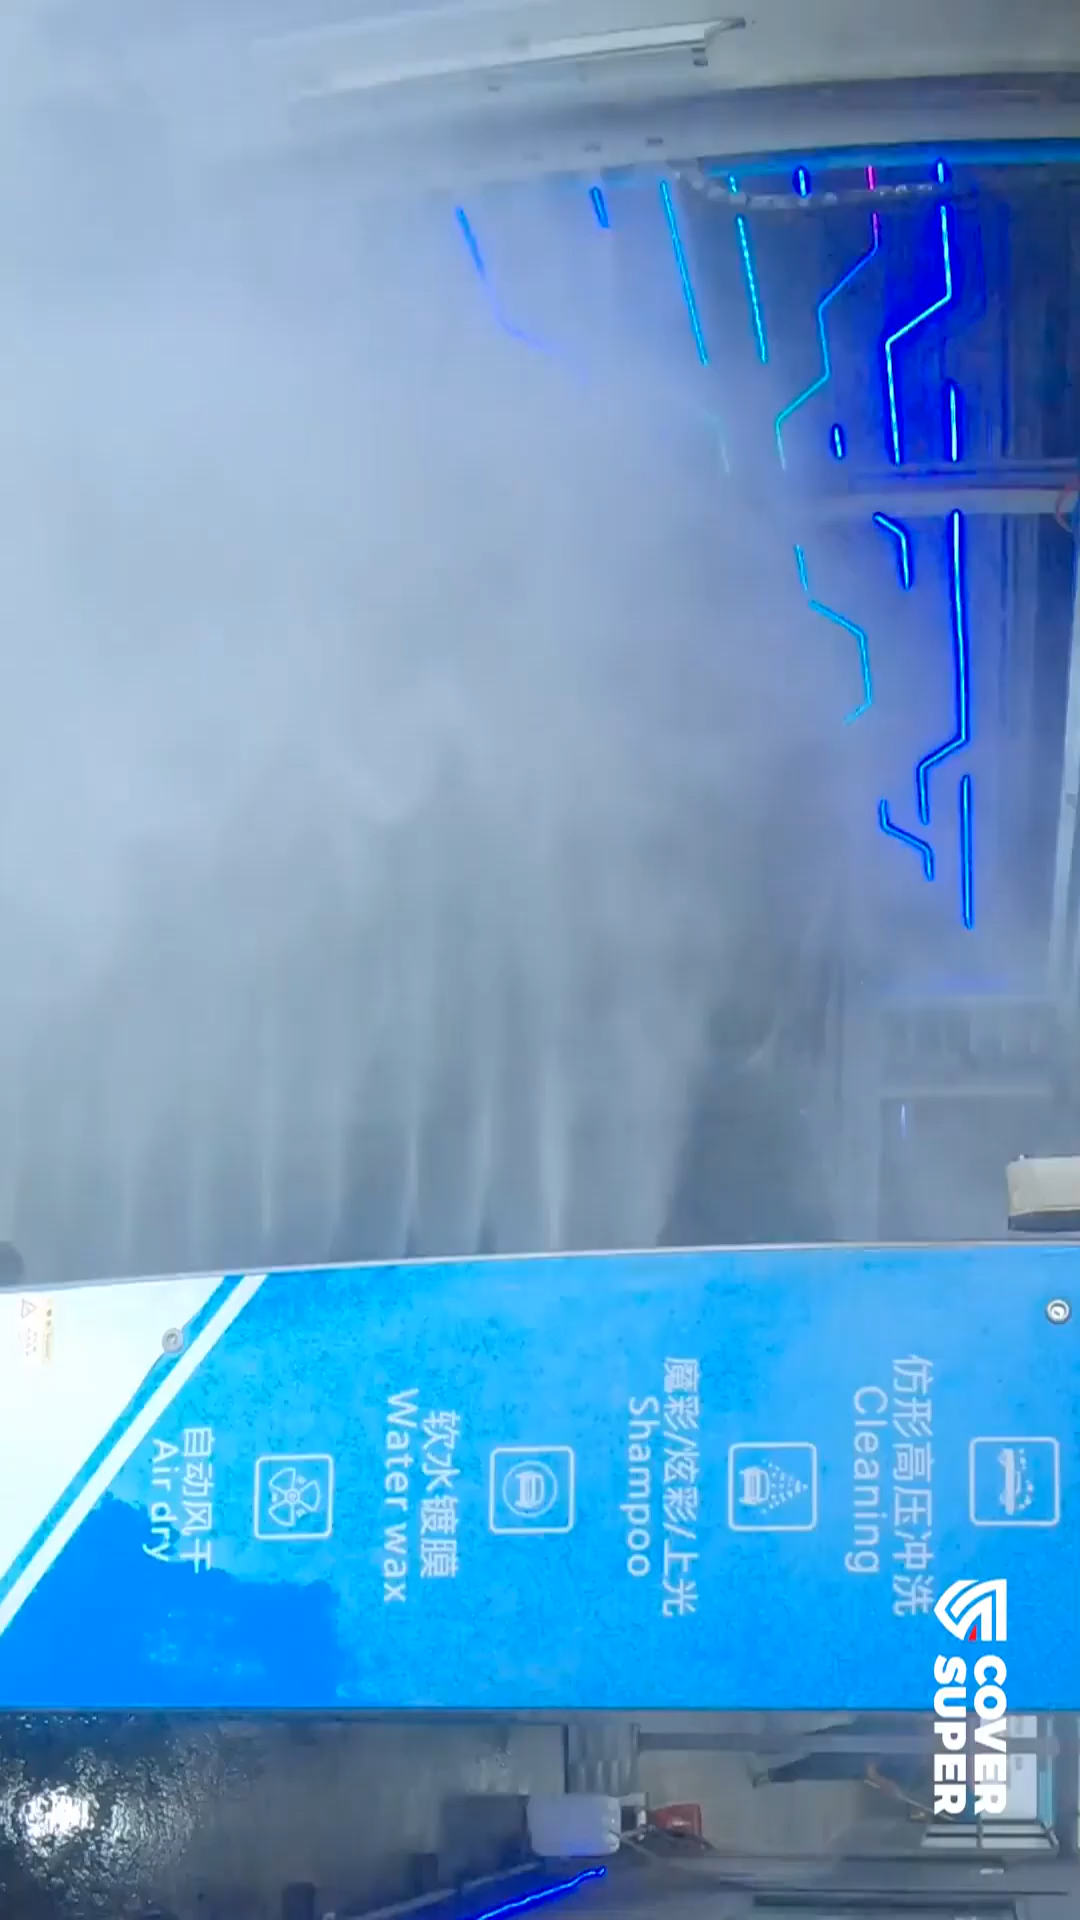 COVER
SUPER
仿形高压冲洗
Cleaning
魔彩/炫彩/上光
Shampoo
软水镀膜
Water wax
自动风干
Air dry